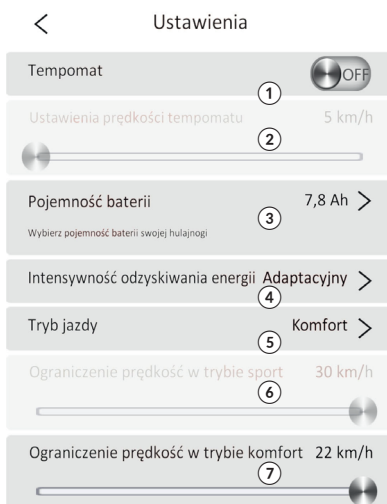 Ustawienia
Tempomat OFF
1
Ustawienia prędkości tempomatu 5 km/h
2
Pojemność baterii 7,8 Ah
3
Wybierz pojemność baterii swojej hulajnogi
Intensywność odzyskiwania energii Adaptacyjny
4
Tryb jazdy Komfort
5
Ograniczenie prędkość w trybie sport 30 km/h
6
Ograniczenie prędkość w trybie komfort 22 km/h
7